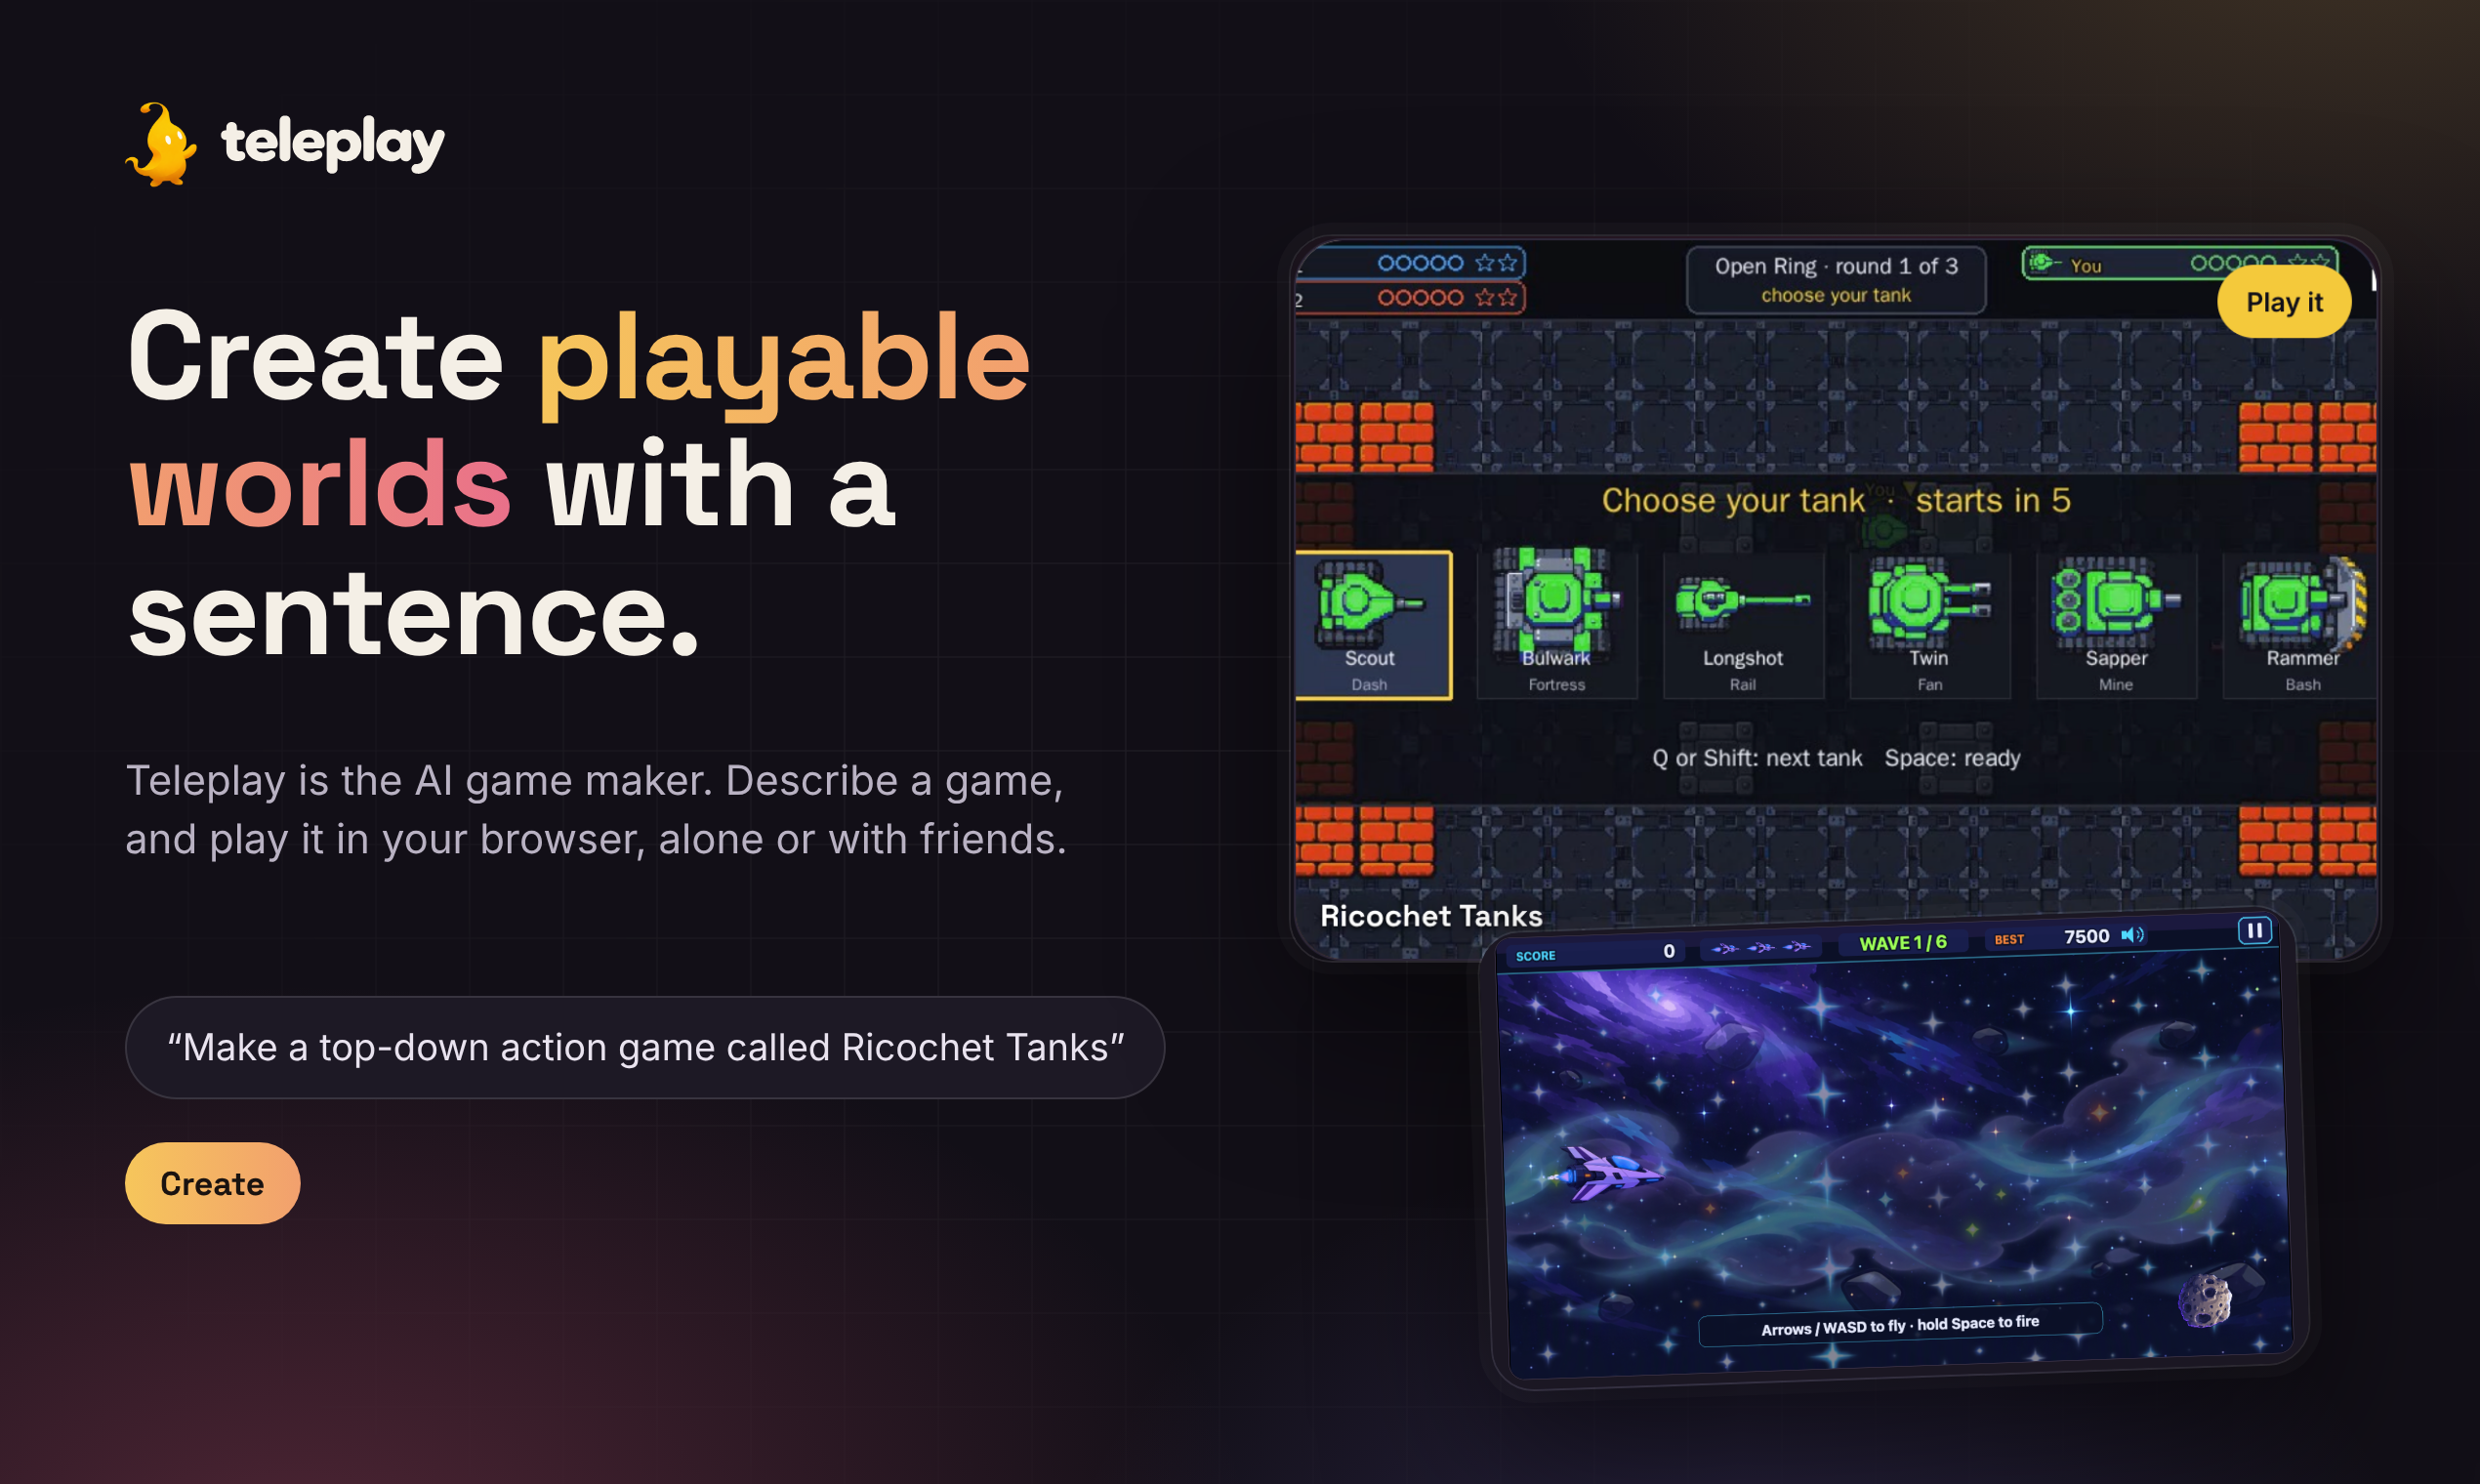 teleplay
Create playable
worlds with a
sentence.
Teleplay is the AI game maker. Describe a game,
and play it in your browser, alone or with friends.
“Make a top-down action game called Ricochet Tanks”
Create
2
Open Ring · round 1 of 3
choose your tank
You
Play it
You
Choose your tank · starts in 5
Scout
Dash
Bulwark
Fortress
Longshot
Rail
Twin
Fan
Sapper
Mine
Rammer
Bash
Q or Shift: next tank Space: ready
Ricochet Tanks
SCORE 0 WAVE 1 / 6 BEST 7500
Arrows / WASD to fly · hold Space to fire